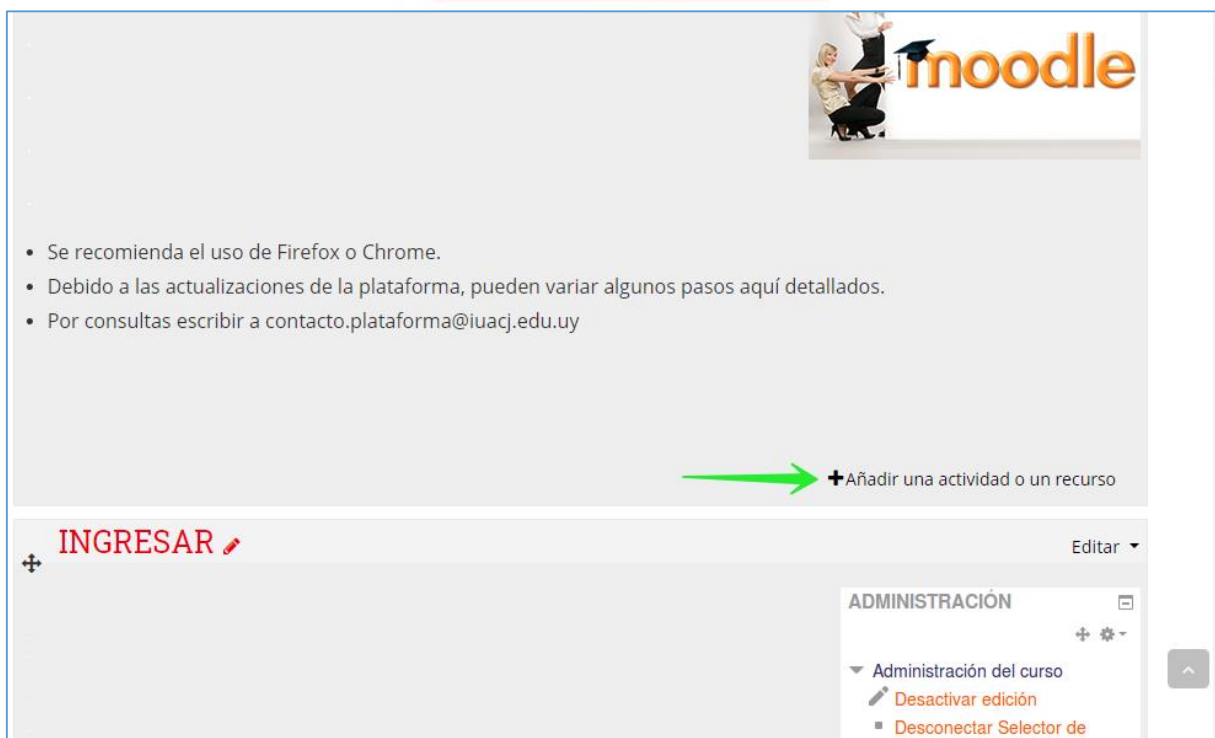 moodle
• Se recomienda el uso de Firefox o Chrome.
• Debido a las actualizaciones de la plataforma, pueden variar algunos pasos aquí detallados.
• Por consultas escribir a contacto.plataforma@iuacj.edu.uy
+Añadir una actividad o un recurso
INGRESAR
Editar
ADMINISTRACIÓN
Administración del curso
Desactivar edición
Desconectar Selector de